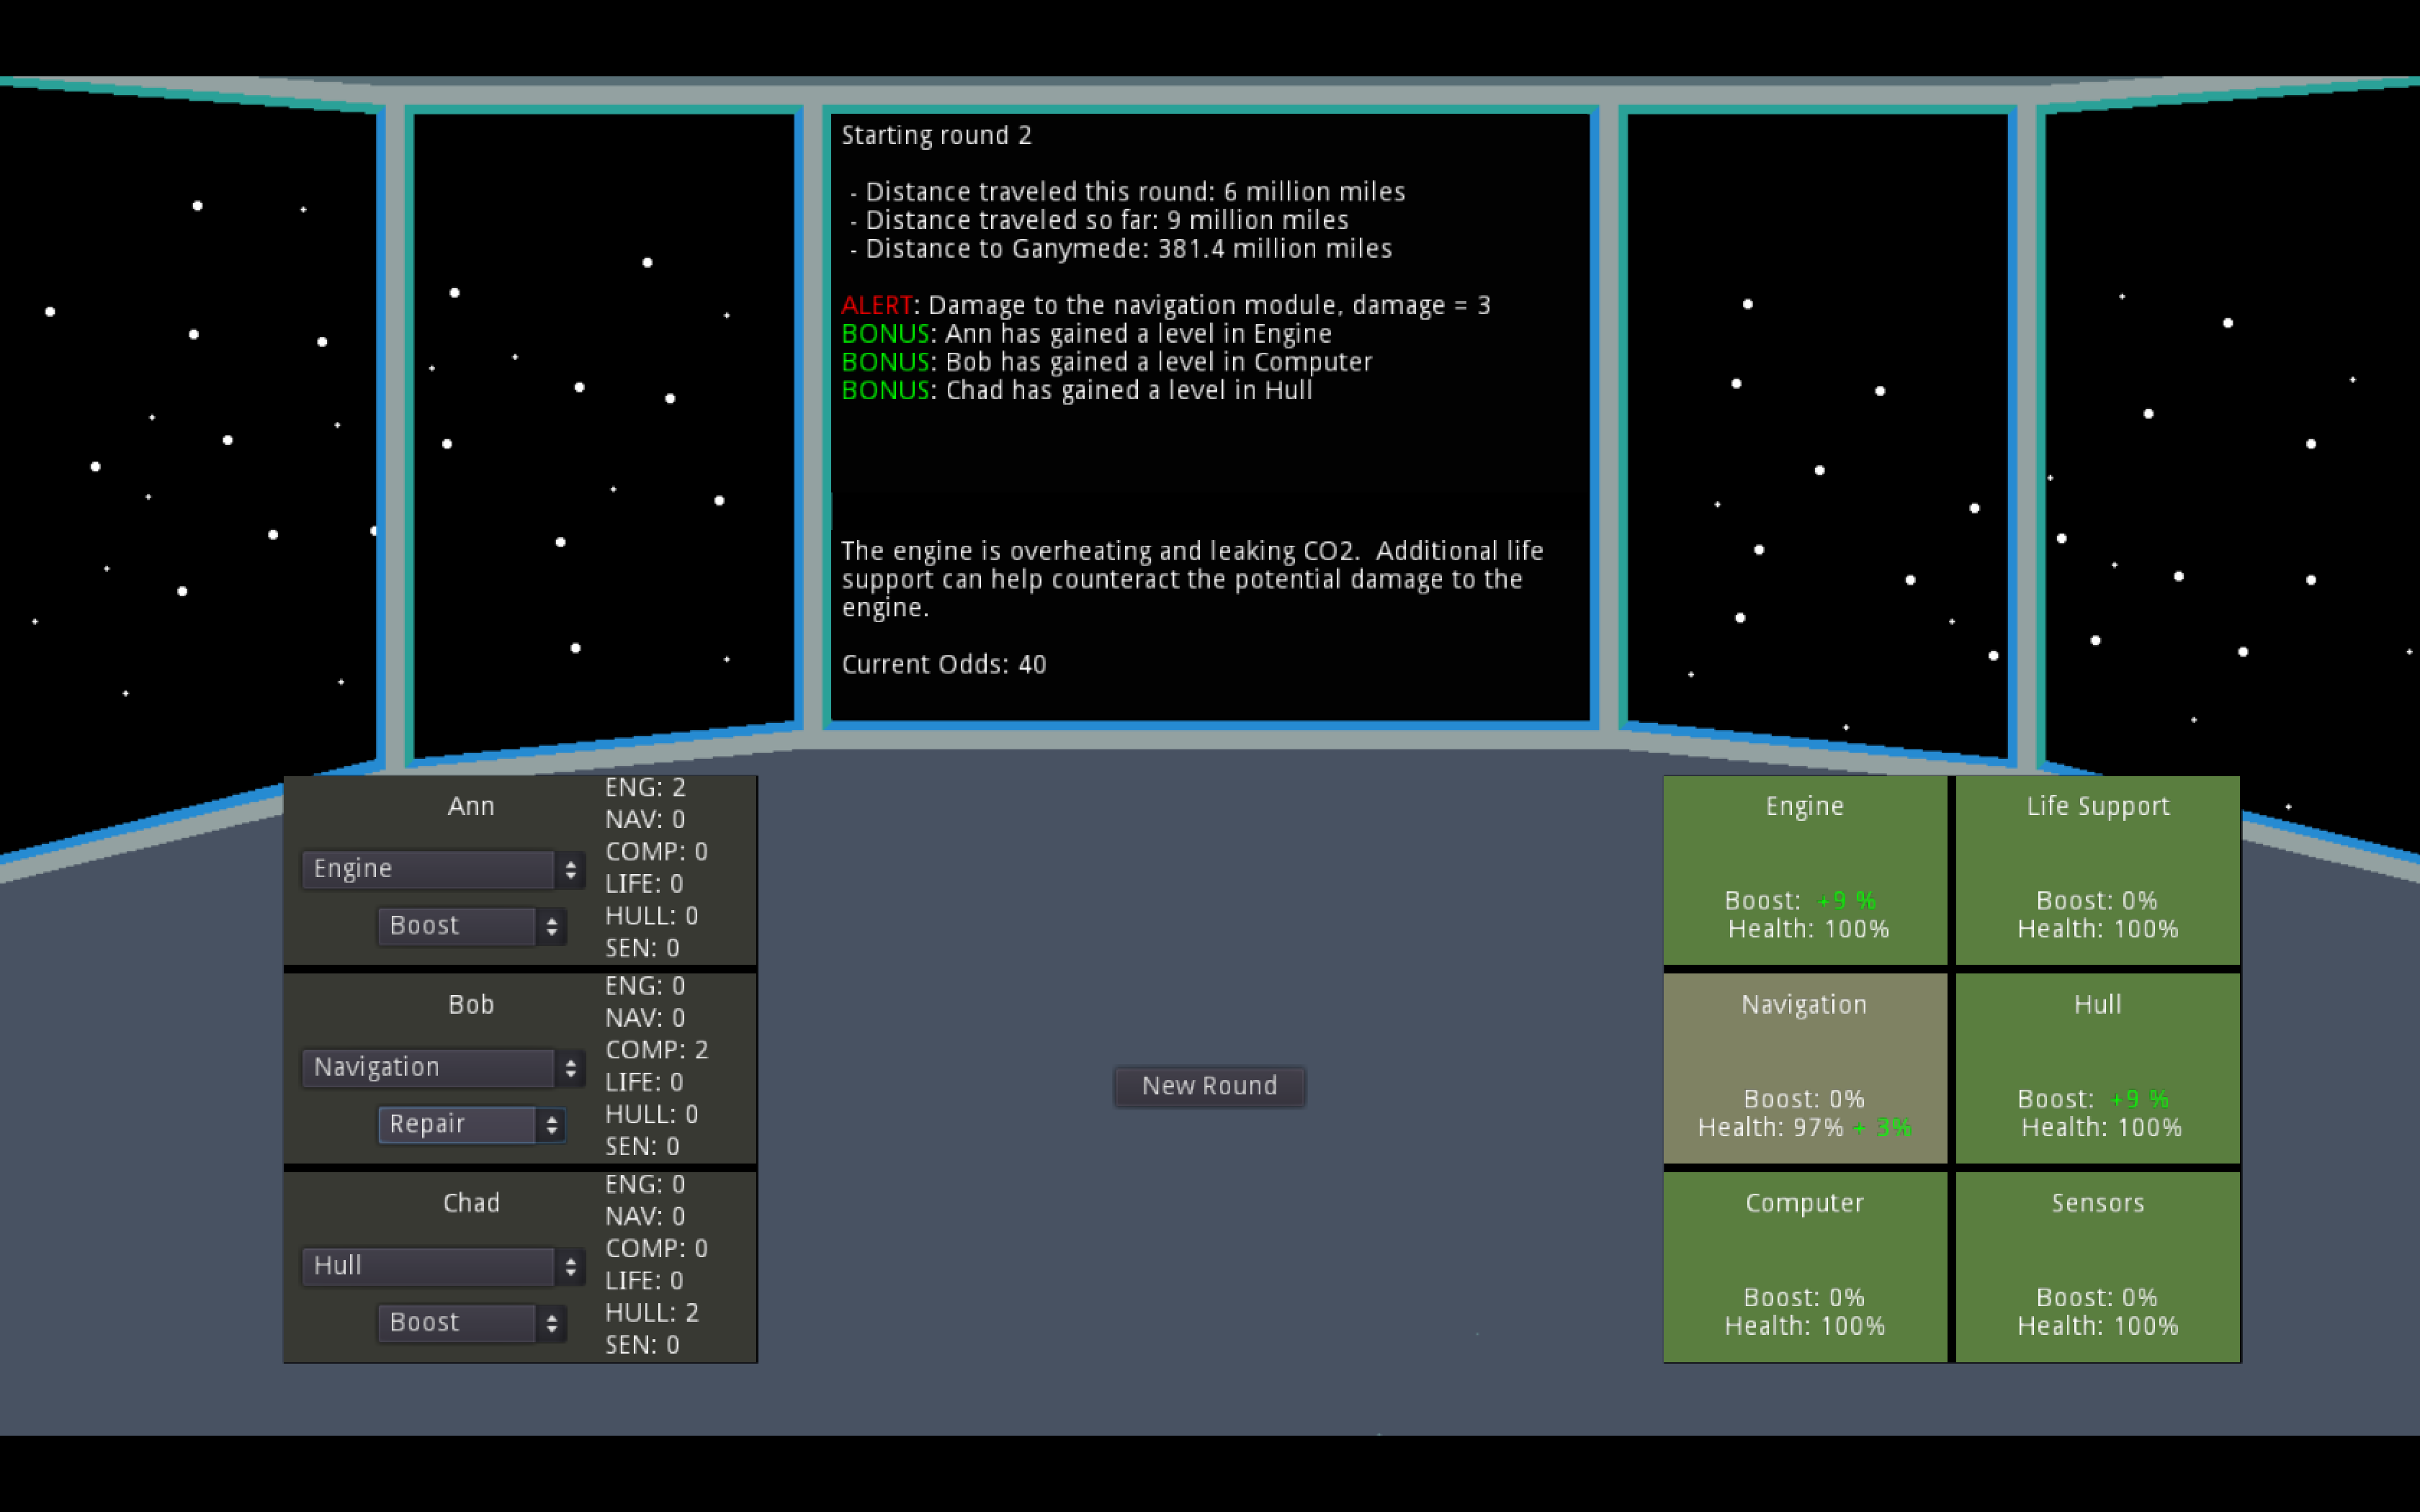 Starting round 2
- Distance traveled this round: 6 million miles
- Distance traveled so far: 9 million miles
- Distance to Ganymede: 381.4 million miles
ALERT: Damage to the navigation module, damage = 3
BONUS: Ann has gained a level in Engine
BONUS: Bob has gained a level in Computer
BONUS: Chad has gained a level in Hull
The engine is overheating and leaking CO2.  Additional life
support can help counteract the potential damage to the
engine.
Current Odds: 40
Ann
Engine
Boost
ENG: 2
NAV: 0
COMP: 0
LIFE: 0
HULL: 0
SEN: 0
Bob
Navigation
Repair
ENG: 0
NAV: 0
COMP: 2
LIFE: 0
HULL: 0
SEN: 0
Chad
Hull
Boost
ENG: 0
NAV: 0
COMP: 0
LIFE: 0
HULL: 2
SEN: 0
New Round
Engine
Boost: +9 %
Health: 100%
Life Support
Boost: 0%
Health: 100%
Navigation
Boost: 0%
Health: 97% + 3%
Hull
Boost: +9 %
Health: 100%
Computer
Boost: 0%
Health: 100%
Sensors
Boost: 0%
Health: 100%